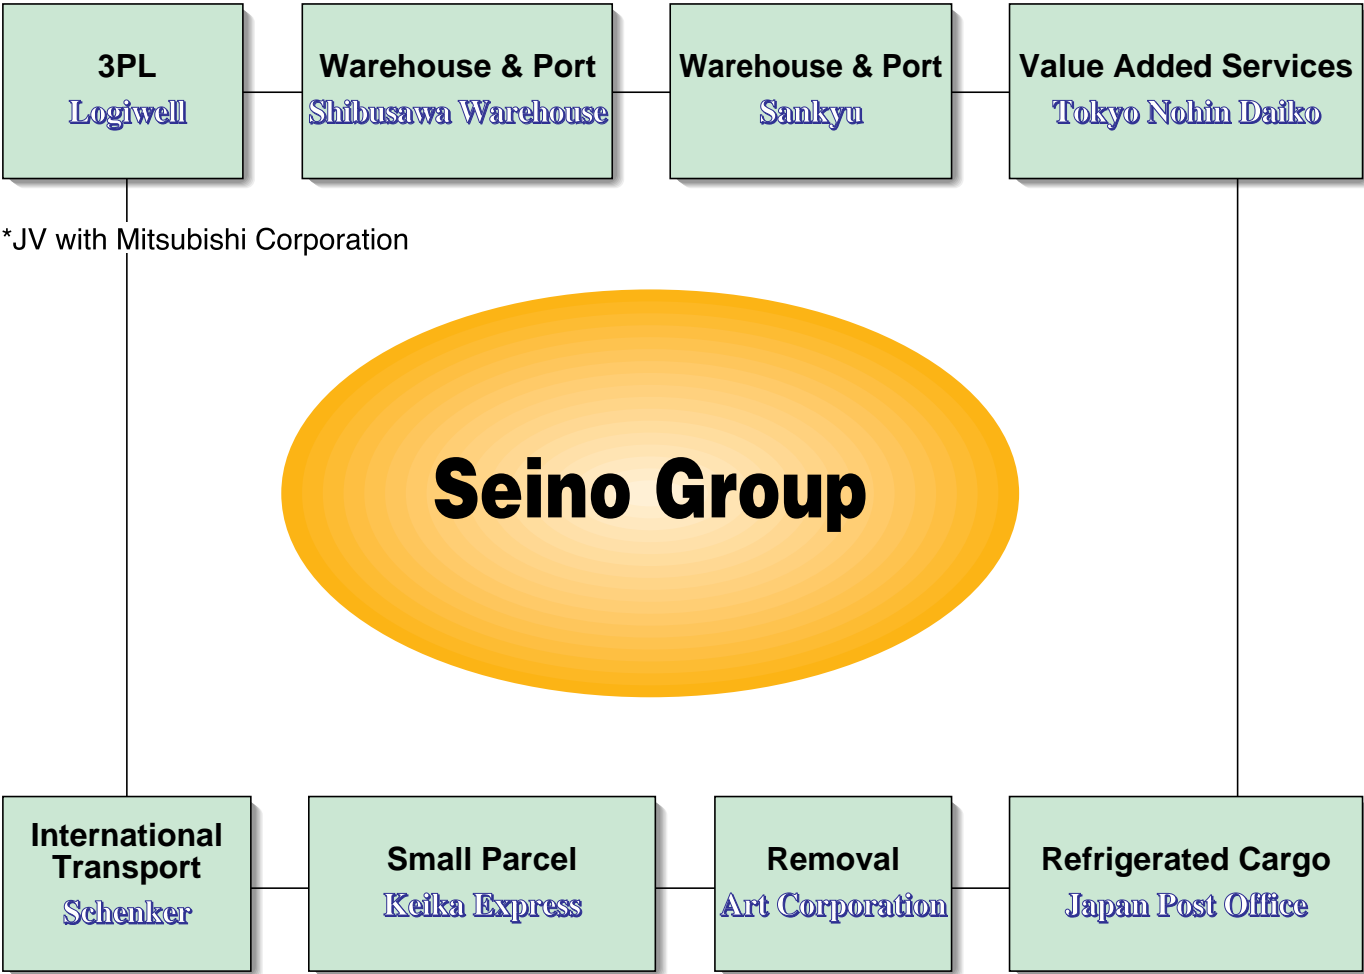 3PL
Logiwell
Warehouse & Port
Shibusawa Warehouse
Warehouse & Port
Sankyu
Value Added Services
Tokyo Nohin Daiko
*JV with Mitsubishi Corporation
Seino Group
International
Transport
Schenker
Small Parcel
Keika Express
Removal
Art Corporation
Refrigerated Cargo
Japan Post Office